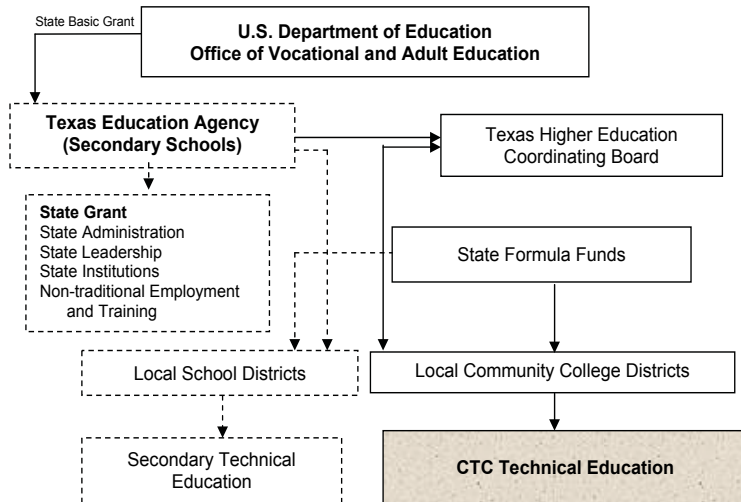 State Basic Grant
U.S. Department of Education
Office of Vocational and Adult Education
Texas Education Agency
(Secondary Schools)
Texas Higher Education
Coordinating Board
State Grant
State Administration
State Leadership
State Institutions
Non-traditional Employment
and Training
State Formula Funds
Local School Districts
Local Community College Districts
Secondary Technical
Education
CTC Technical Education